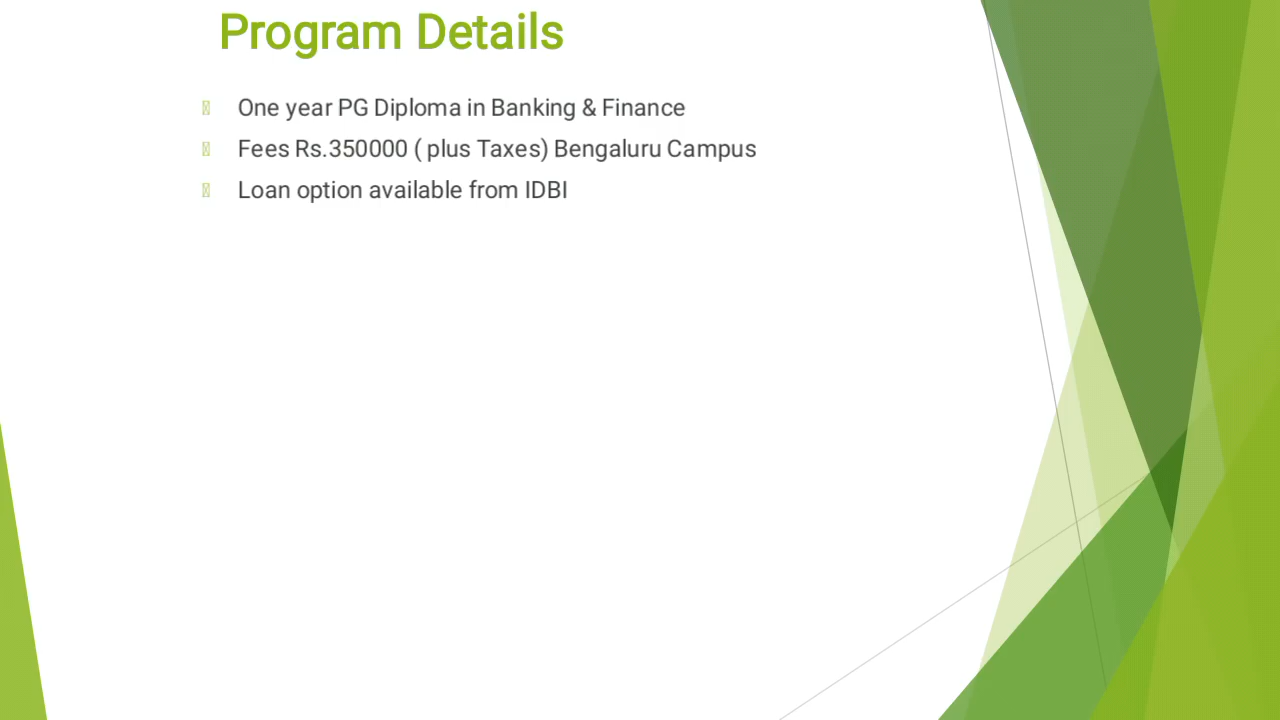 Program Details
One year PG Diploma in Banking & Finance
Fees Rs.350000 ( plus Taxes) Bengaluru Campus
Loan option available from IDBI